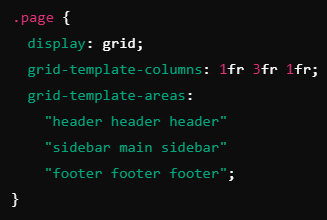 .page {
  display: grid;
  grid-template-columns: 1fr 3fr 1fr;
  grid-template-areas:
    "header header header"
    "sidebar main sidebar"
    "footer footer footer";
}